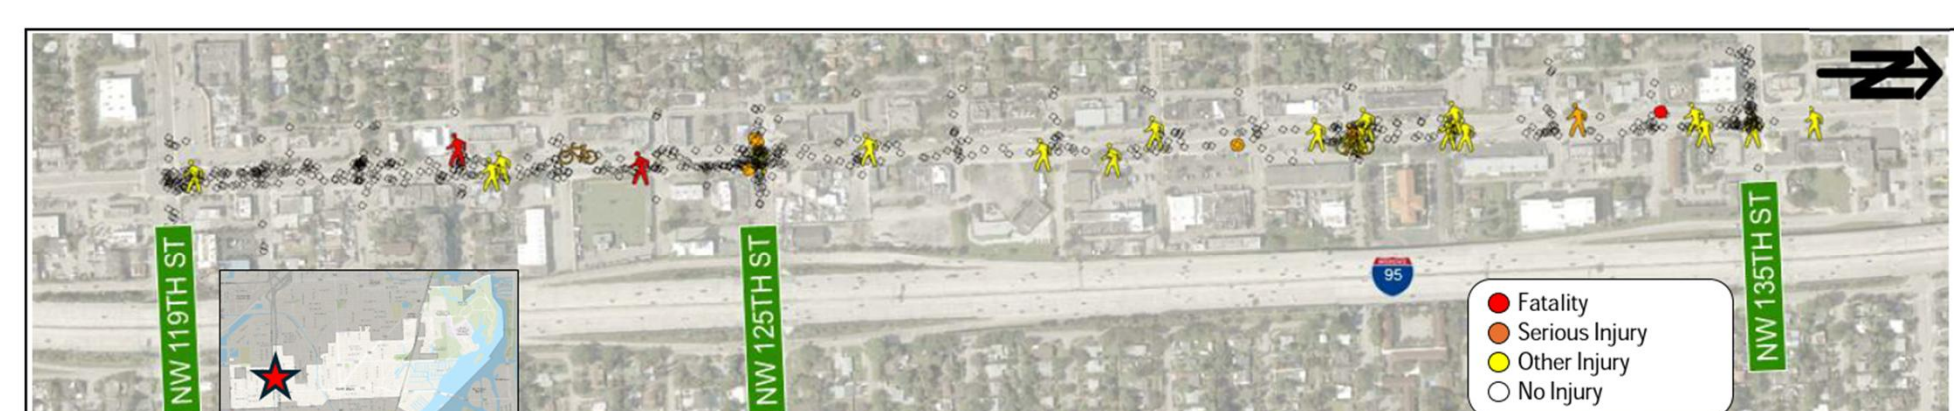 N
NW 119TH ST
NW 125TH ST
NW 135TH ST
95
Fatality
Serious Injury
Other Injury
No Injury